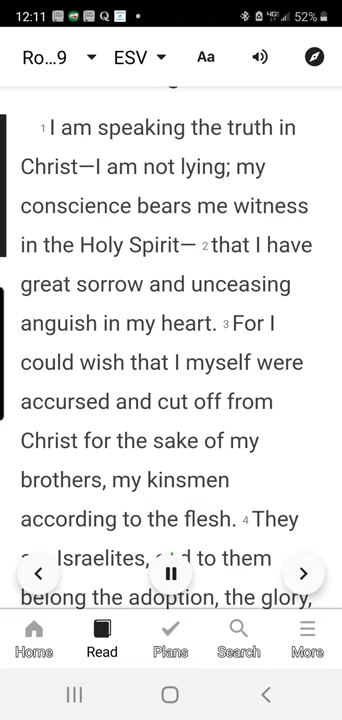 12:11
52%
Ro...9 ESV Aa
1 I am speaking the truth in
Christ—I am not lying; my
conscience bears me witness
in the Holy Spirit— 2 that I have
great sorrow and unceasing
anguish in my heart. 3 For I
could wish that I myself were
accursed and cut off from
Christ for the sake of my
brothers, my kinsmen
according to the flesh. 4 They
Israelites, to them
belong the adoption, the glory,
Home Read Plans Search More